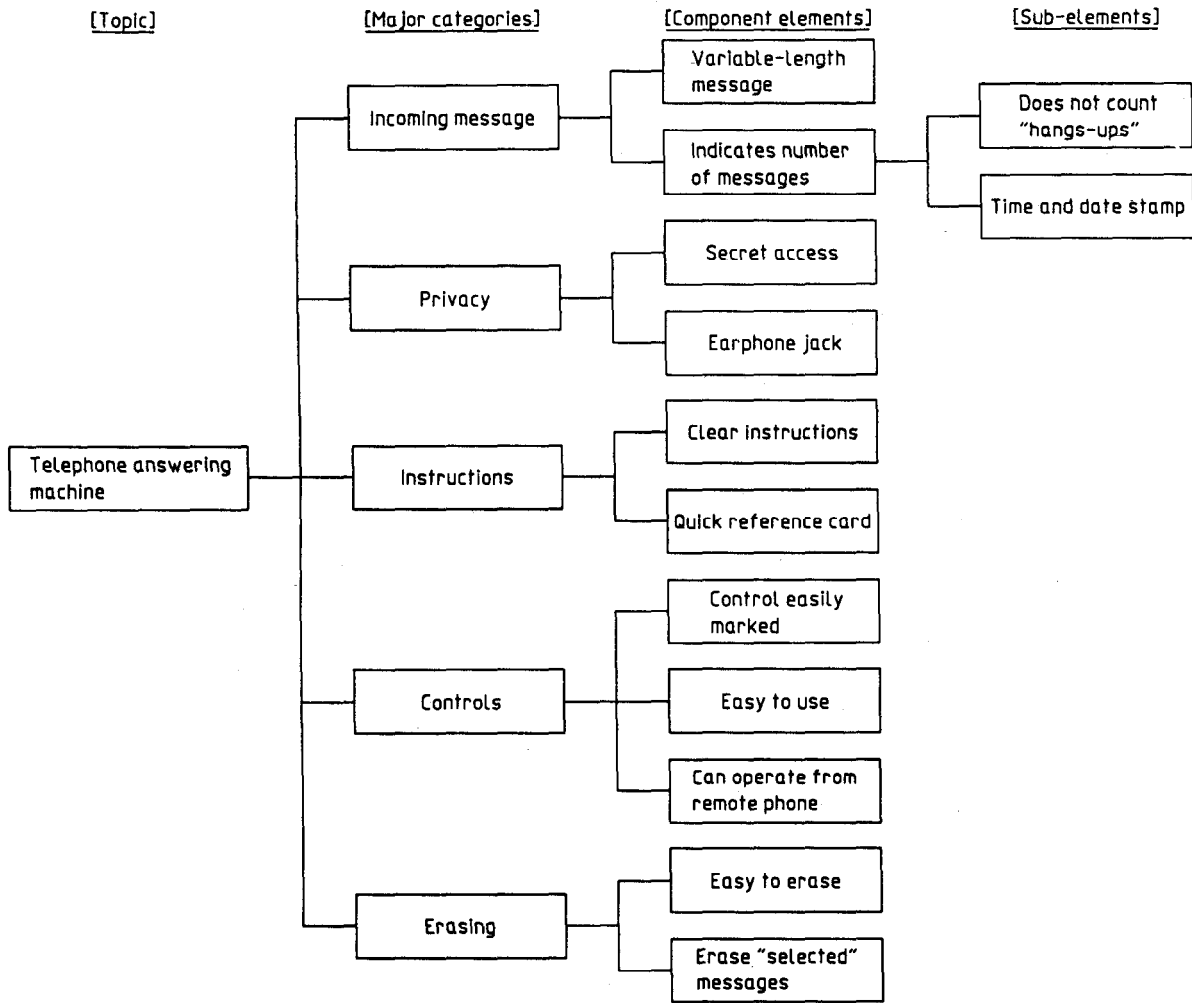 [Topic]
[Major categories]
[Component elements]
[Sub-elements]
Telephone answering
machine
Incoming message
Variable-length
message
Indicates number
of messages
Does not count
"hangs-ups"
Time and date stamp
Privacy
Secret access
Earphone jack
Instructions
Clear instructions
Quick reference card
Controls
Control easily
marked
Easy to use
Can operate from
remote phone
Erasing
Easy to erase
Erase "selected"
messages